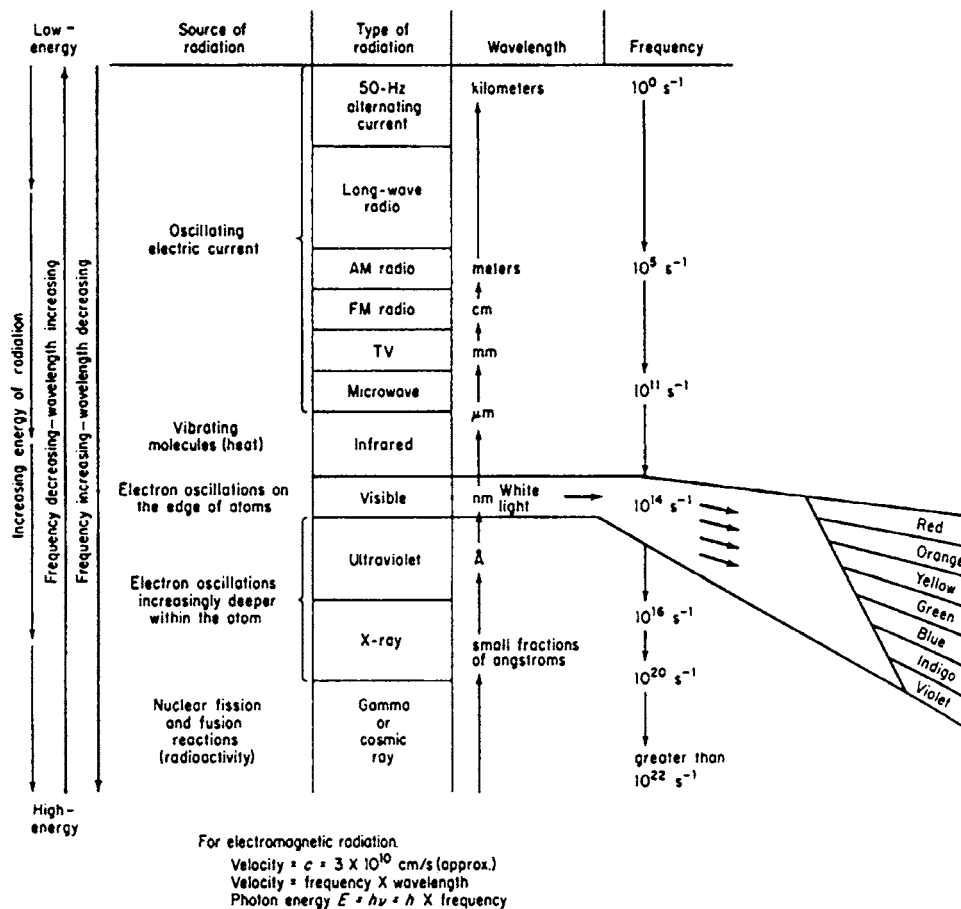 Low-
energy
Source of
radiation
Type of
radiation
Wavelength
Frequency
50-Hz
alternating
current
kilometers
10⁰ s⁻¹
Long-wave
radio
Oscillating
electric current
AM radio
meters
10⁵ s⁻¹
FM radio
cm
TV
mm
Microwave
10¹¹ s⁻¹
μm
Vibrating
molecules (heat)
Infrared
Electron oscillations on
the edge of atoms
Visible
nm
White
light
10¹⁴ s⁻¹
Red
Orange
Yellow
Green
Blue
Indigo
Violet
Ultraviolet
Å
Electron oscillations
increasingly deeper
within the atom
10¹⁶ s⁻¹
X-ray
small fractions
of angstroms
10²⁰ s⁻¹
Nuclear fission
and fusion
reactions
(radioactivity)
Gamma
or
cosmic
ray
greater than
10²² s⁻¹
Increasing energy of radiation
Frequency decreasing–wavelength increasing
Frequency increasing–wavelength decreasing
High-
energy
For electromagnetic radiation
Velocity = c = 3 X 10¹⁰ cm/s (approx.)
Velocity = frequency X wavelength
Photon energy E = hν = h X frequency